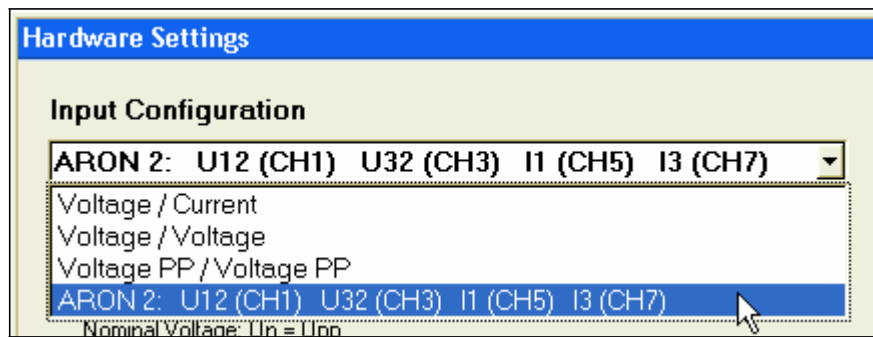 Hardware Settings
Input Configuration
ARON 2: U12 (CH1) U32 (CH3) I1 (CH5) I3 (CH7)
Voltage / Current
Voltage / Voltage
Voltage PP / Voltage PP
ARON 2: U12 (CH1) U32 (CH3) I1 (CH5) I3 (CH7)
Nominal Voltage: Un = Upp